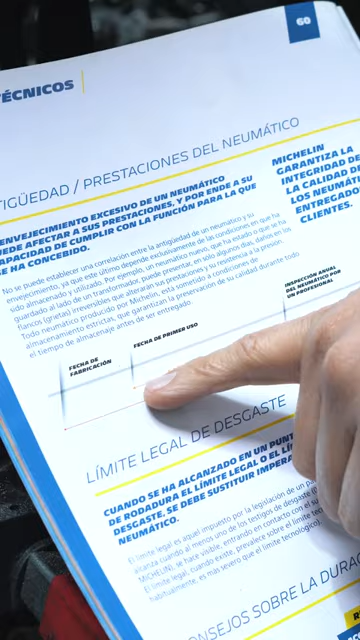 60
TÉCNICOS
TIGÜEDAD / PRESTACIONES DEL NEUMÁTICO
ENVEJECIMIENTO EXCESIVO DE UN NEUMÁTICO
EDE AFECTAR A SUS PRESTACIONES, Y POR ENDE A SU
APACIDAD DE CUMPLIR CON LA FUNCIÓN PARA LA QUE
E HA CONCEBIDO.
MICHELIN
GARANTIZA LA
INTEGRIDAD DE
LA CALIDAD DE
LOS NEUMÁTI
ENTREGADO
CLIENTES.
No se puede establecer una correlación entre la antigüedad de un neumático y su
envejecimiento, ya que este último depende exclusivamente de las condiciones en que ha
sido almacenado y utilizado. Por ejemplo, un neumático nuevo, que ha estado o que se ha
guardado al lado de un transformador, puede presentar, en solo algunos días, daños en los
flancos (grietas) irreversibles que alterarán sus prestaciones y su resistencia a la presión.
Todo neumático producido por Michelin, está sometido a condiciones de
almacenamiento estrictas, que garantizan la preservación de su calidad durante todo
el tiempo de almacenaje antes de ser entregado.
FECHA DE
FABRICACIÓN
FECHA DE PRIMER USO
INSPECCIÓN ANUAL
DEL NEUMÁTICO POR
UN PROFESIONAL
LÍMITE LEGAL DE DESGASTE
CUANDO SE HA ALCANZADO EN UN PUNT
DE RODADURA EL LÍMITE LEGAL O EL LÍ
DESGASTE, SE DEBE SUSTITUIR IMPERA
NEUMÁTICO.
El límite legal es aquel impuesto por la legislación de un pa
alcanza cuando al menos uno de los testigos de desgaste (
MICHELIN), se hace visible, entrando en contacto con el su
El límite legal, cuando existe, prevalece sobre el límite tec
habitualmente, es más severo que el límite tecnológico).
ONSEJOS SOBRE LA DURAC